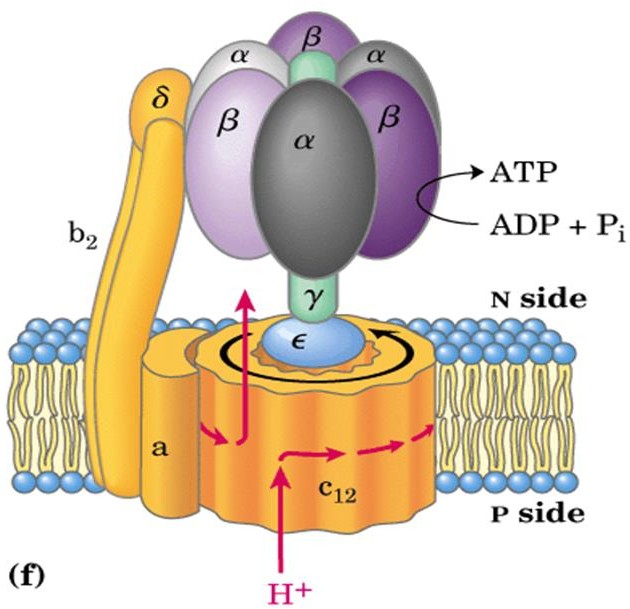 β
α
α
δ
β
β
α
ATP
b₂
ADP + Pᵢ
γ
N side
ϵ
a
c₁₂
P side
(f)
H⁺